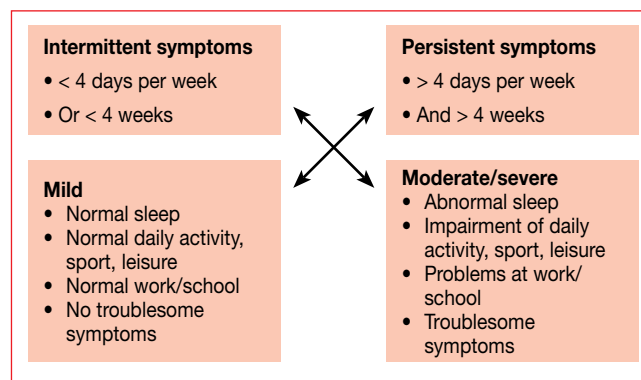 Intermittent symptoms
• < 4 days per week
• Or < 4 weeks
Persistent symptoms
• > 4 days per week
• And > 4 weeks
Mild
• Normal sleep
• Normal daily activity,
sport, leisure
• Normal work/school
• No troublesome
symptoms
Moderate/severe
• Abnormal sleep
• Impairment of daily
activity, sport, leisure
• Problems at work/
school
• Troublesome
symptoms